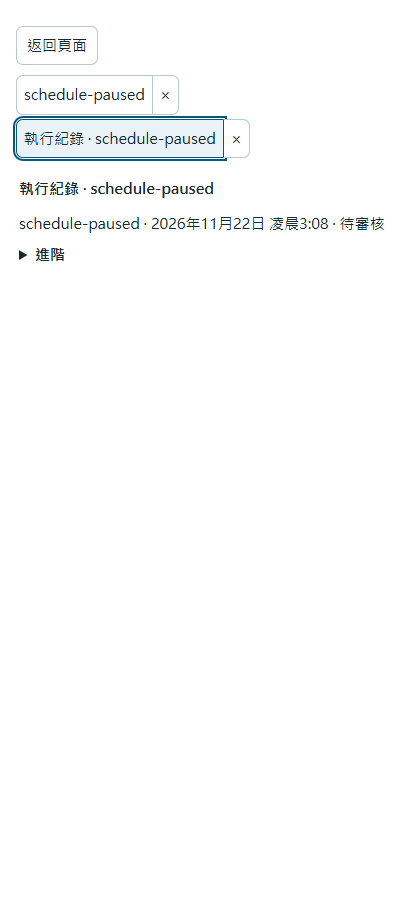 返回頁面
schedule-paused ×
執行紀錄 · schedule-paused ×
執行紀錄 · schedule-paused
schedule-paused · 2026年11月22日 凌晨3:08 · 待審核
▶ 進階